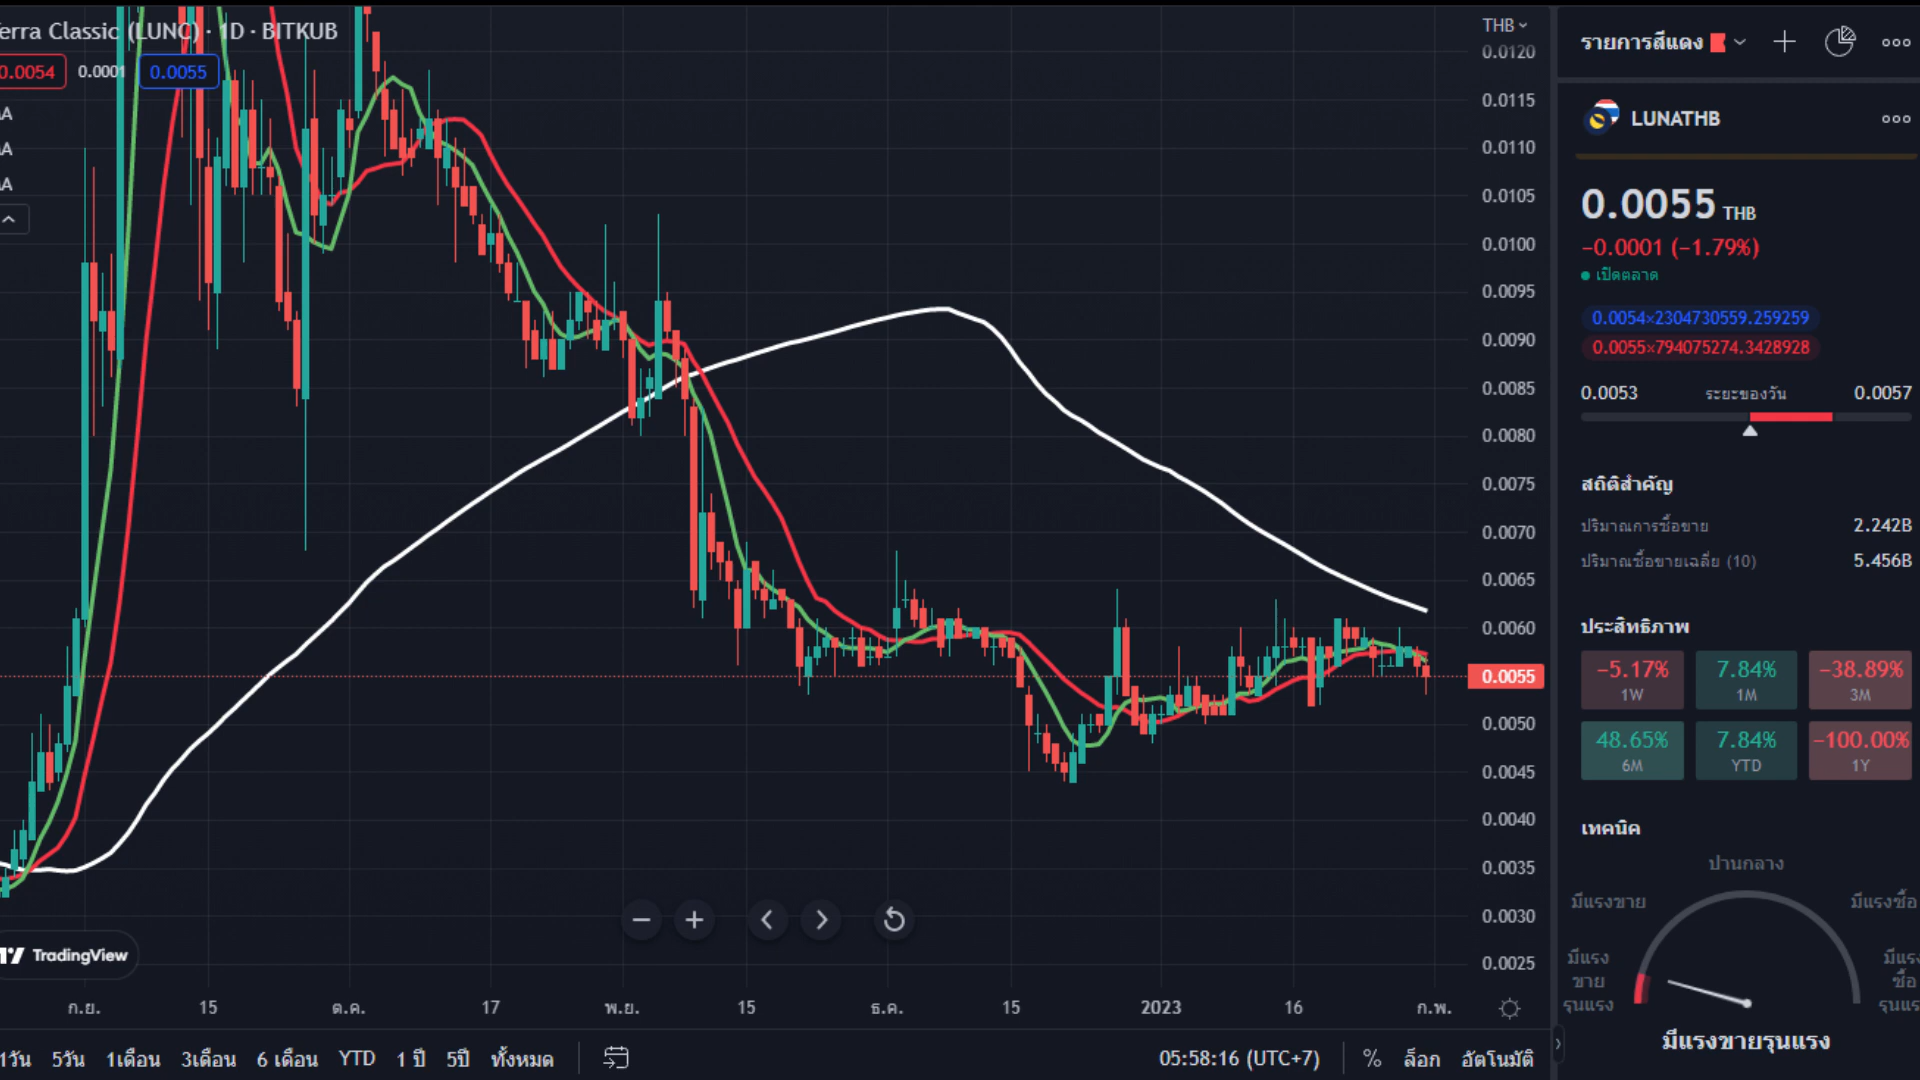 erra Classic (LUNC) · 1D · BITKUB
0.0054 0.0001 0.0055
A
A
A
THB
0.0120
0.0115
0.0110
0.0105
0.0100
0.0095
0.0090
0.0085
0.0080
0.0075
0.0070
0.0065
0.0060
0.0055
0.0050
0.0045
0.0040
0.0035
0.0030
0.0025
TradingView
ก.ย. 15 ต.ค. 17 พ.ย. 15 ธ.ค. 15 2023 16 ก.พ.
1วัน 5วัน 1เดือน 3เดือน 6 เดือน YTD 1 ปี 5ปี ทั้งหมด 05:58:16 (UTC+7) % ล็อก อัตโนมัติ
รายการสีแดง
LUNATHB
0.0055 THB
−0.0001 (−1.79%)
เปิดตลาด
0.0054×2304730559.259259
0.0055×794075274.3428928
0.0053 ระยะของวัน 0.0057
สถิติสำคัญ
ปริมาณการซื้อขาย 2.242B
ปริมาณซื้อขายเฉลี่ย (10) 5.456B
ประสิทธิภาพ
−5.17% 7.84% −38.89%
1W 1M 3M
48.65% 7.84% −100.00%
6M YTD 1Y
เทคนิค
ปานกลาง
มีแรงขาย มีแรงซื้อ
มีแรง มีแรง
ขาย ซื้อ
รุนแรง รุนแร
มีแรงขายรุนแรง